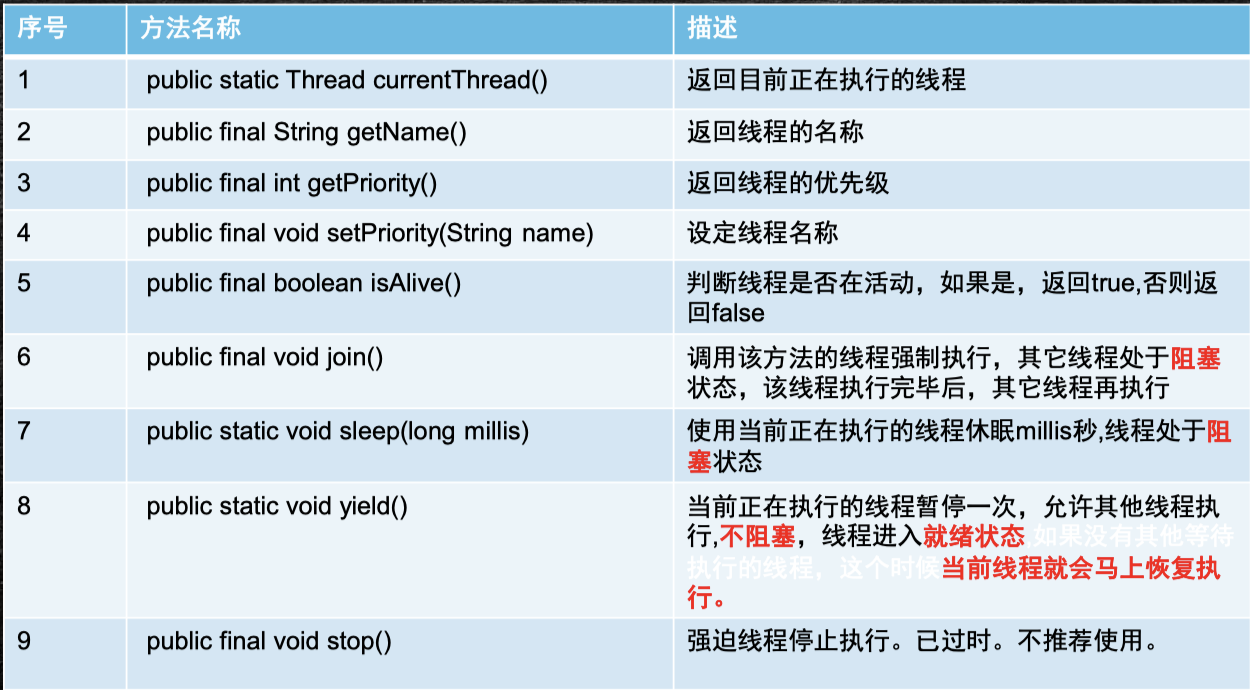 序号 方法名称 描述
1 public static Thread currentThread() 返回目前正在执行的线程
2 public final String getName() 返回线程的名称
3 public final int getPriority() 返回线程的优先级
4 public final void setPriority(String name) 设定线程名称
5 public final boolean isAlive() 判断线程是否在活动，如果是，返回true,否则返
回false
6 public final void join() 调用该方法的线程强制执行，其它线程处于阻塞
状态，该线程执行完毕后，其它线程再执行
7 public static void sleep(long millis) 使用当前正在执行的线程休眠millis秒,线程处于阻
塞状态
8 public static void yield() 当前正在执行的线程暂停一次，允许其他线程执
行,不阻塞，线程进入就绪状态,如果没有其他等待
执行的线程，这个时候当前线程就会马上恢复执
行。
9 public final void stop() 强迫线程停止执行。已过时。不推荐使用。